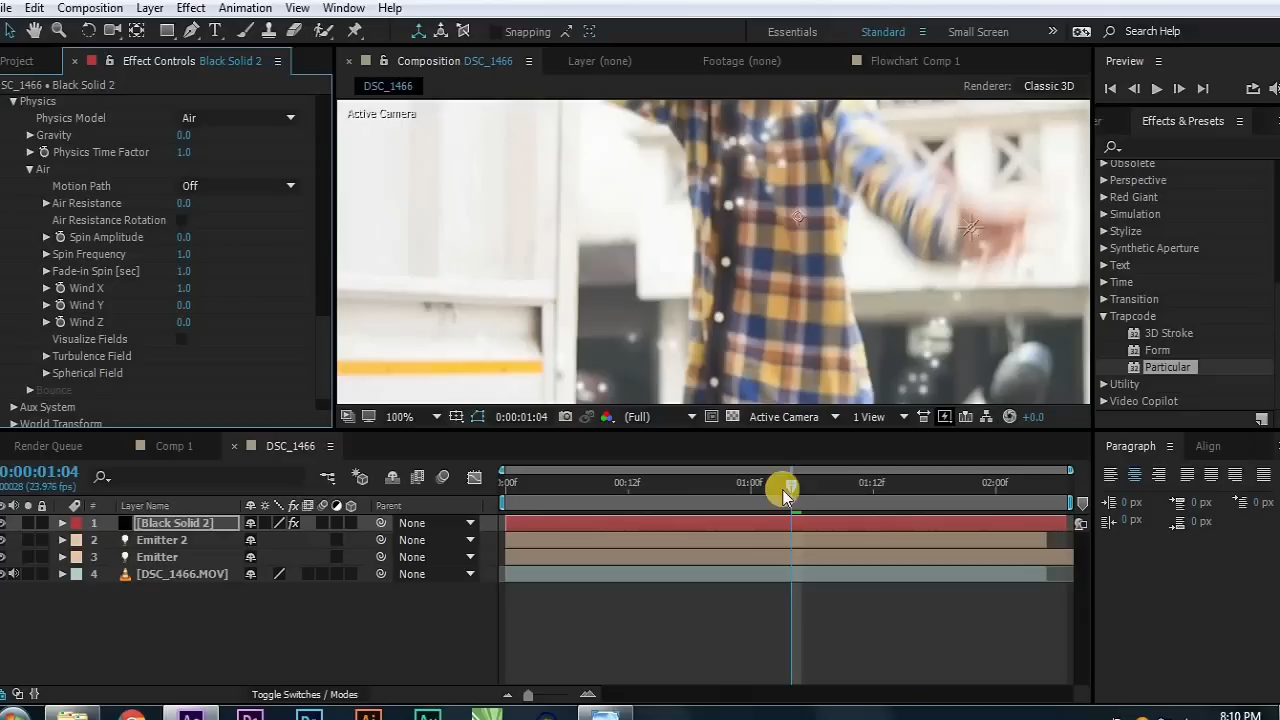 ile Edit Composition Layer Effect Animation View Window Help
Snapping
Essentials Standard Small Screen » Search Help
Project × Effect Controls Black Solid 2
SC_1466 • Black Solid 2
Physics
Physics Model Air
Gravity 0.0
Physics Time Factor 1.0
Air
Motion Path Off
Air Resistance 0.0
Air Resistance Rotation
Spin Amplitude 0.0
Spin Frequency 1.0
Fade-in Spin [sec] 1.0
Wind X 1.0
Wind Y 0.0
Wind Z 0.0
Visualize Fields
Turbulence Field
Spherical Field
Bounce
Aux System
World Transform
× Composition DSC_1466 Layer (none) Footage (none) Flowchart Comp 1
DSC_1466 Renderer: Classic 3D
Active Camera
100% 0:00:01:04 (Full) Active Camera 1 View +0.0
Preview
Effects & Presets
Obsolete
Perspective
Red Giant
Simulation
Stylize
Synthetic Aperture
Text
Time
Transition
Trapcode
3D Stroke
Form
Particular
Utility
Video Copilot
Render Queue Comp 1 × DSC_1466
0:00:01:04
00028 (23.976 fps)
:00f 00:12f 01:00f 01:12f 02:00f
# Layer Name Parent
1 [Black Solid 2] None
2 Emitter 2 None
3 Emitter None
4 [DSC_1466.MOV] None
Toggle Switches / Modes
Paragraph Align
0 px 0 px 0 px
0 px 0 px
8:10 PM